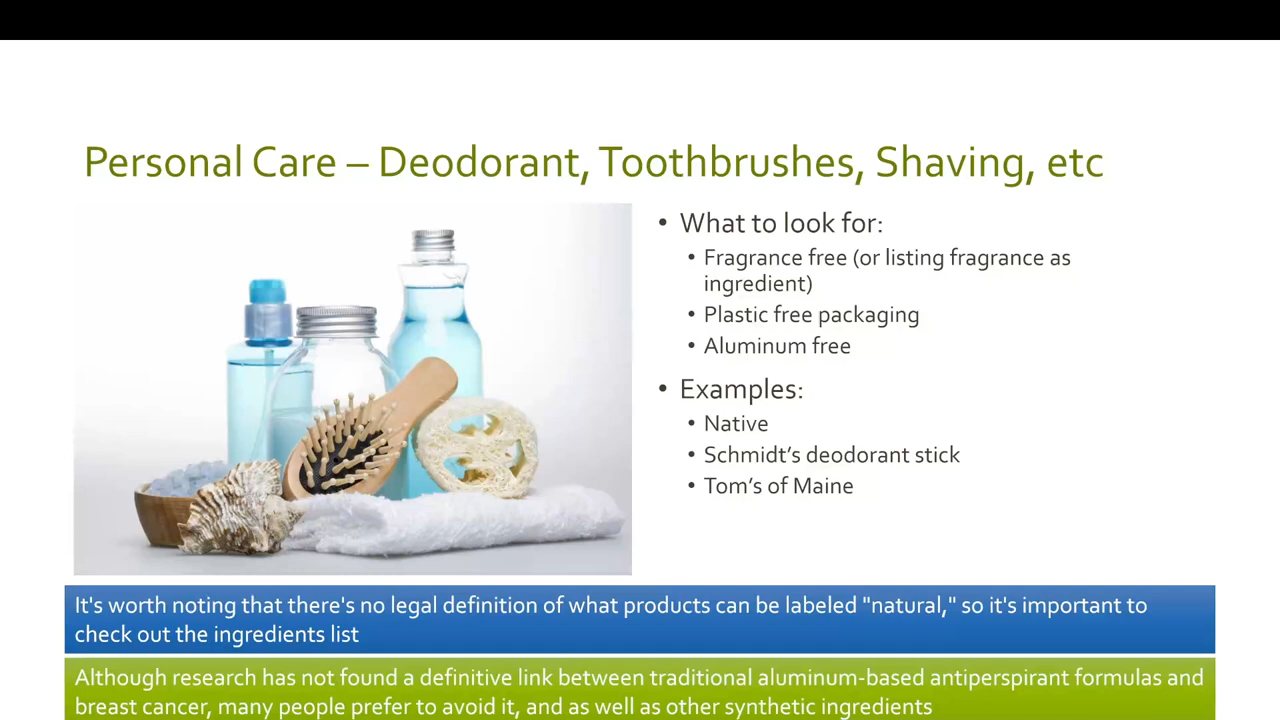 Personal Care – Deodorant, Toothbrushes, Shaving, etc
• What to look for:
• Fragrance free (or listing fragrance as
ingredient)
• Plastic free packaging
• Aluminum free
• Examples:
• Native
• Schmidt’s deodorant stick
• Tom’s of Maine
It's worth noting that there's no legal definition of what products can be labeled "natural," so it's important to
check out the ingredients list
Although research has not found a definitive link between traditional aluminum-based antiperspirant formulas and
breast cancer, many people prefer to avoid it, and as well as other synthetic ingredients